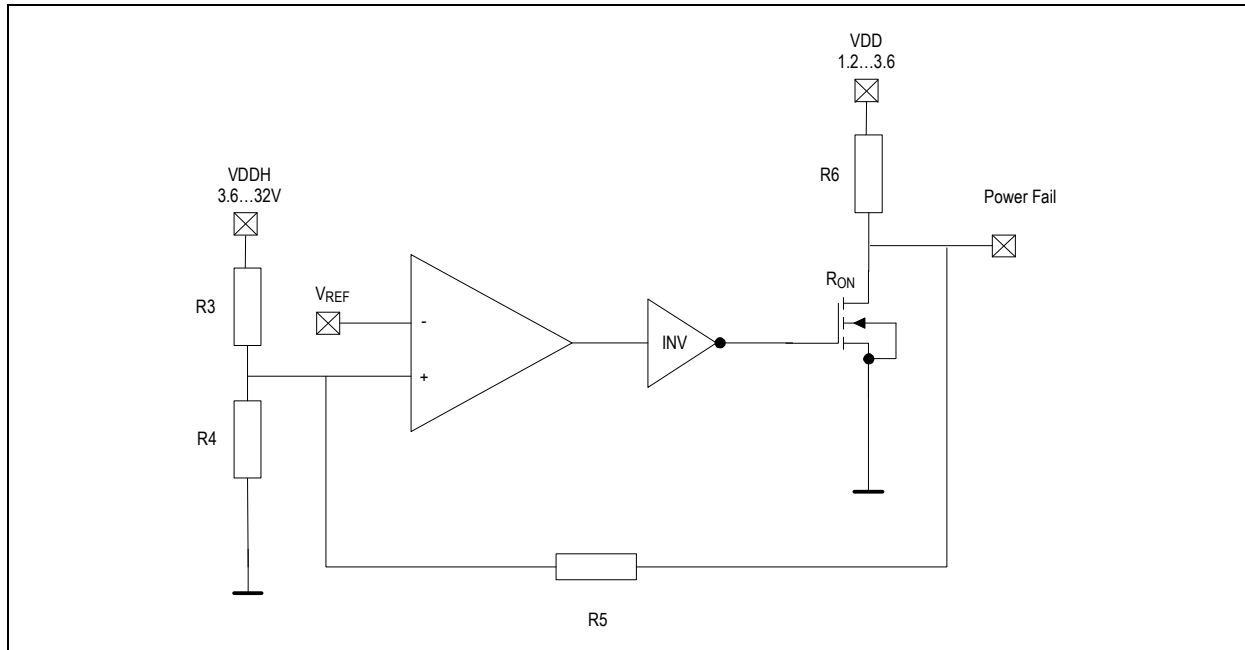 VDD
1.2…3.6
R6
VDDH
3.6…32V
Power Fail
R3
VREF
-
RON
INV
+
R4
R5